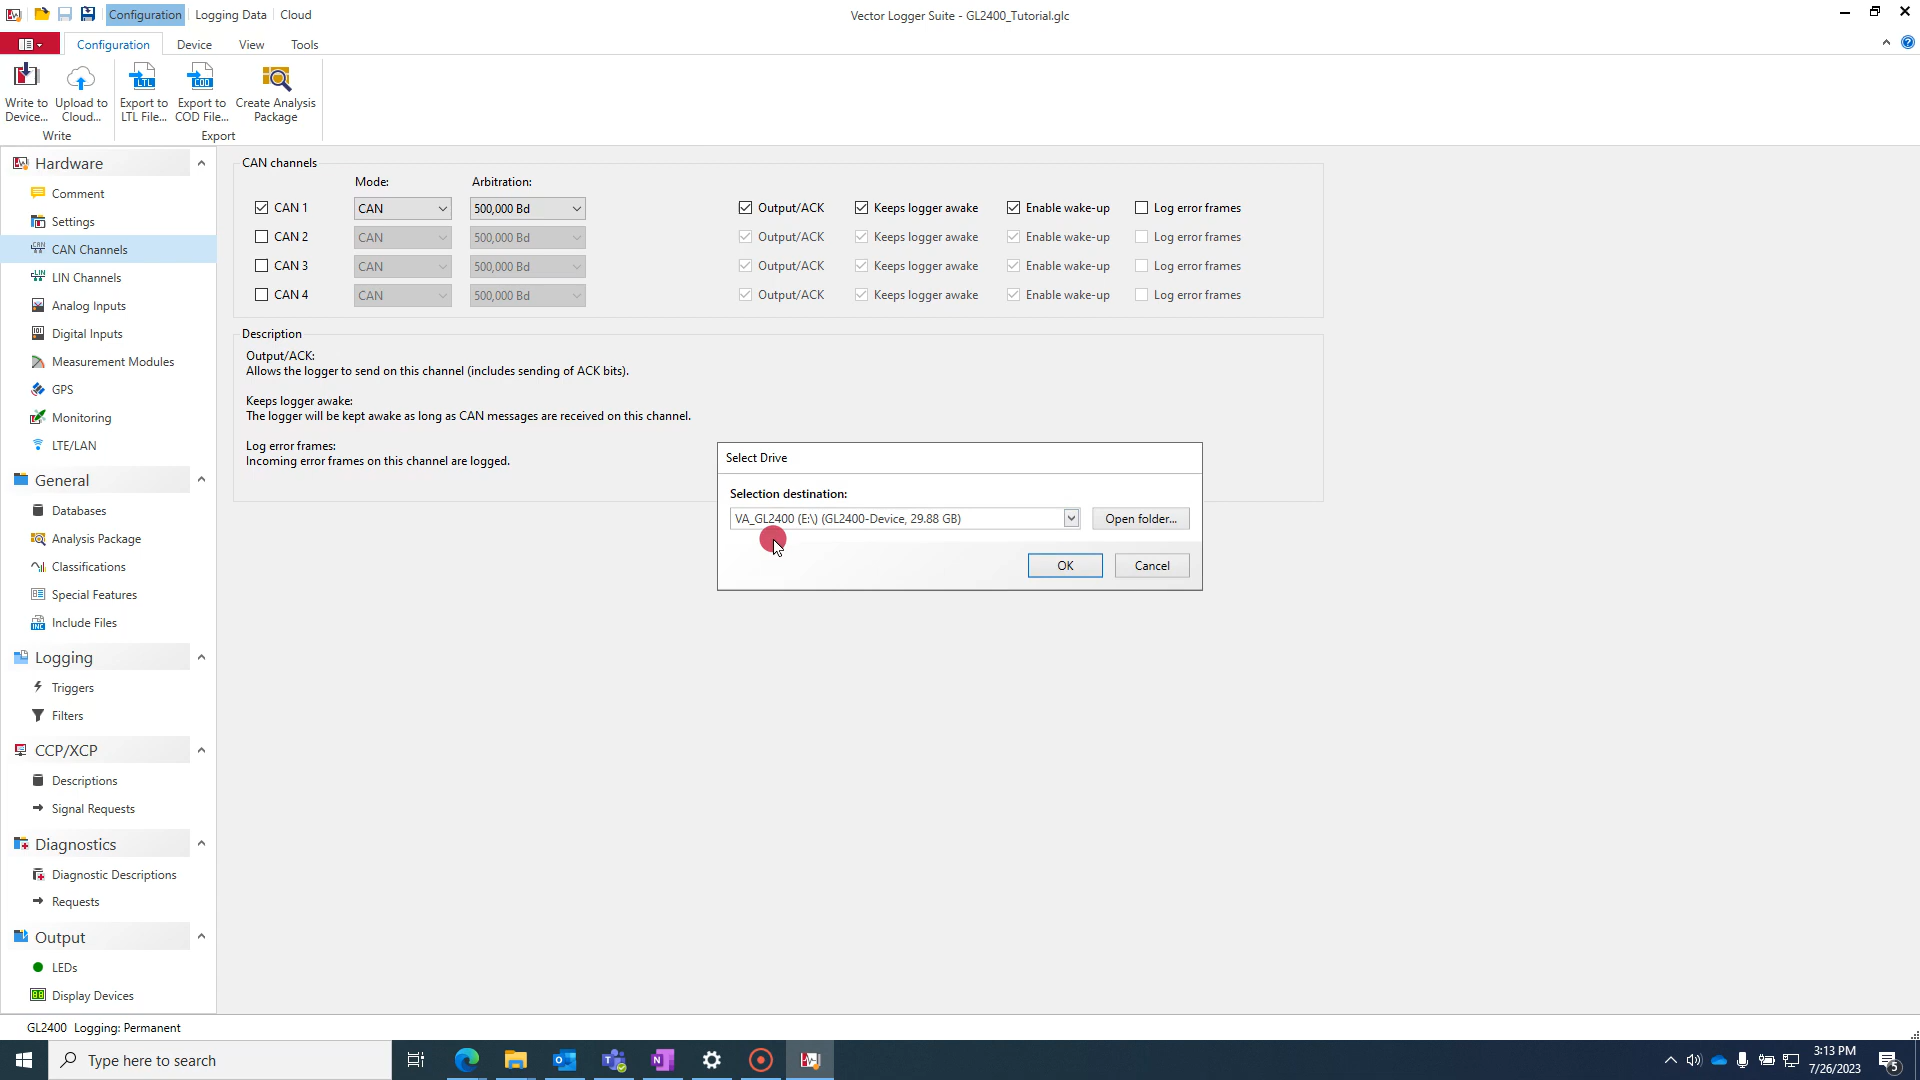 Configuration Logging Data Cloud
Vector Logger Suite - GL2400_Tutorial.glc
Configuration Device View Tools
Write to Device...
Upload to Cloud...
Export to LTL File...
Export to COD File...
Create Analysis Package
Write
Export
Hardware
Comment
Settings
CAN Channels
LIN Channels
Analog Inputs
Digital Inputs
Measurement Modules
GPS
Monitoring
LTE/LAN
General
Databases
Analysis Package
Classifications
Special Features
Include Files
Logging
Triggers
Filters
CCP/XCP
Descriptions
Signal Requests
Diagnostics
Diagnostic Descriptions
Requests
Output
LEDs
Display Devices
CAN channels
Mode: Arbitration:
CAN 1 CAN 500,000 Bd Output/ACK Keeps logger awake Enable wake-up Log error frames
CAN 2 CAN 500,000 Bd Output/ACK Keeps logger awake Enable wake-up Log error frames
CAN 3 CAN 500,000 Bd Output/ACK Keeps logger awake Enable wake-up Log error frames
CAN 4 CAN 500,000 Bd Output/ACK Keeps logger awake Enable wake-up Log error frames
Description
Output/ACK:
Allows the logger to send on this channel (includes sending of ACK bits).
Keeps logger awake:
The logger will be kept awake as long as CAN messages are received on this channel.
Log error frames:
Incoming error frames on this channel are logged.
Select Drive
Selection destination:
VA_GL2400 (E:\) (GL2400-Device, 29.88 GB)
Open folder...
OK Cancel
GL2400 Logging: Permanent
Type here to search
3:13 PM
7/26/2023
5